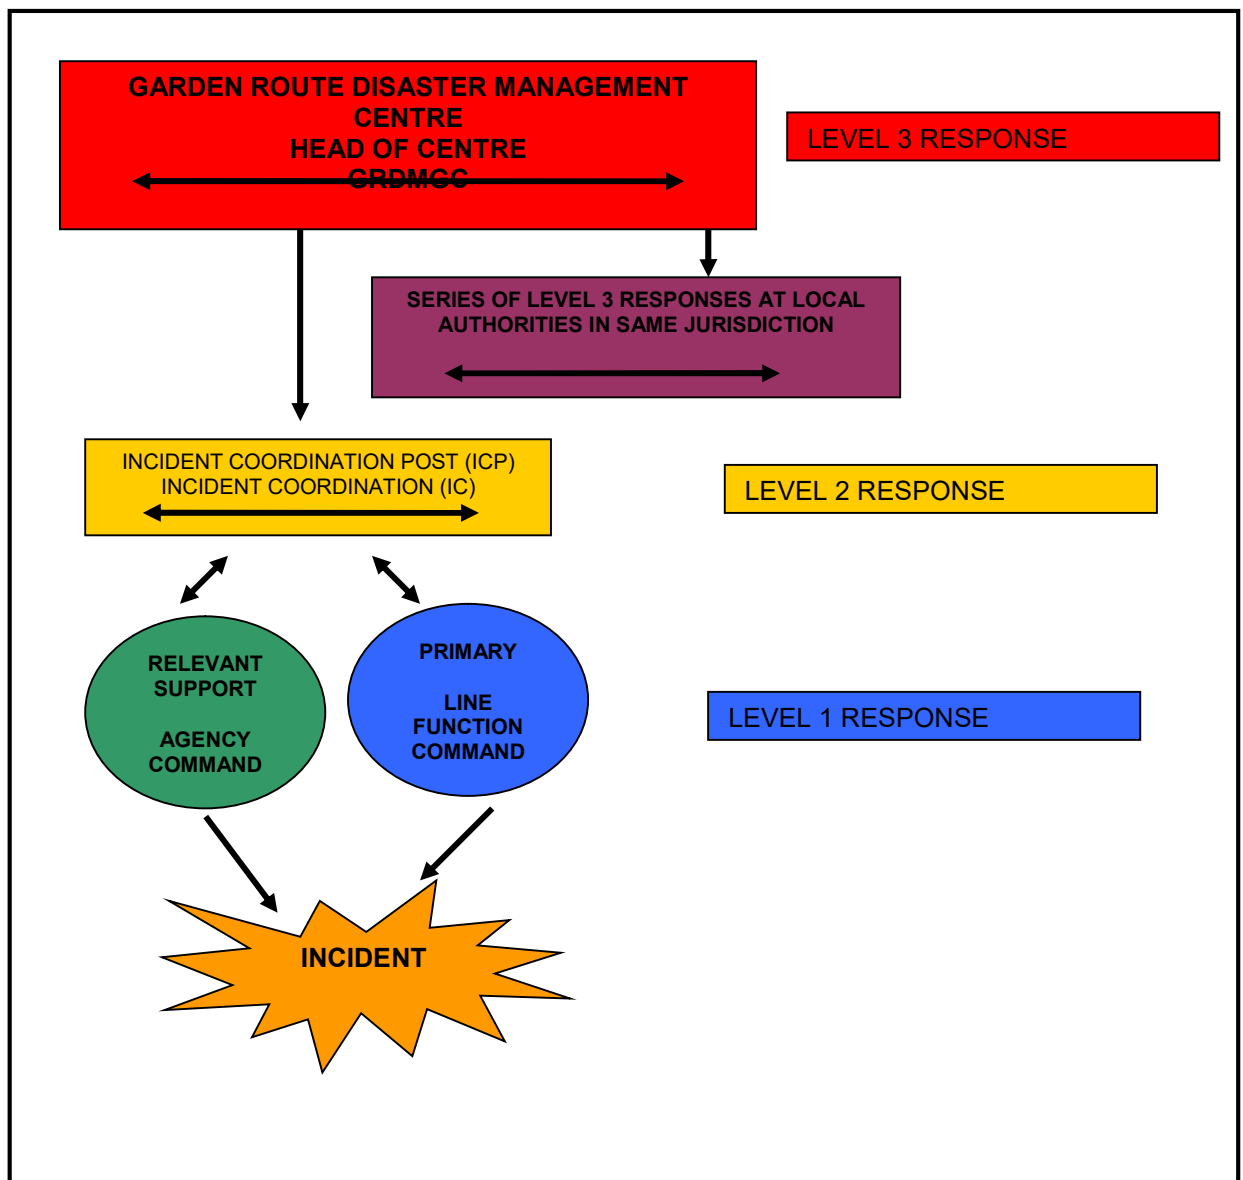 GARDEN ROUTE DISASTER MANAGEMENT
CENTRE
HEAD OF CENTRE
GRDMGC
LEVEL 3 RESPONSE
SERIES OF LEVEL 3 RESPONSES AT LOCAL
AUTHORITIES IN SAME JURISDICTION
INCIDENT COORDINATION POST (ICP)
INCIDENT COORDINATION (IC)
LEVEL 2 RESPONSE
RELEVANT
SUPPORT
AGENCY
COMMAND
PRIMARY
LINE
FUNCTION
COMMAND
LEVEL 1 RESPONSE
INCIDENT